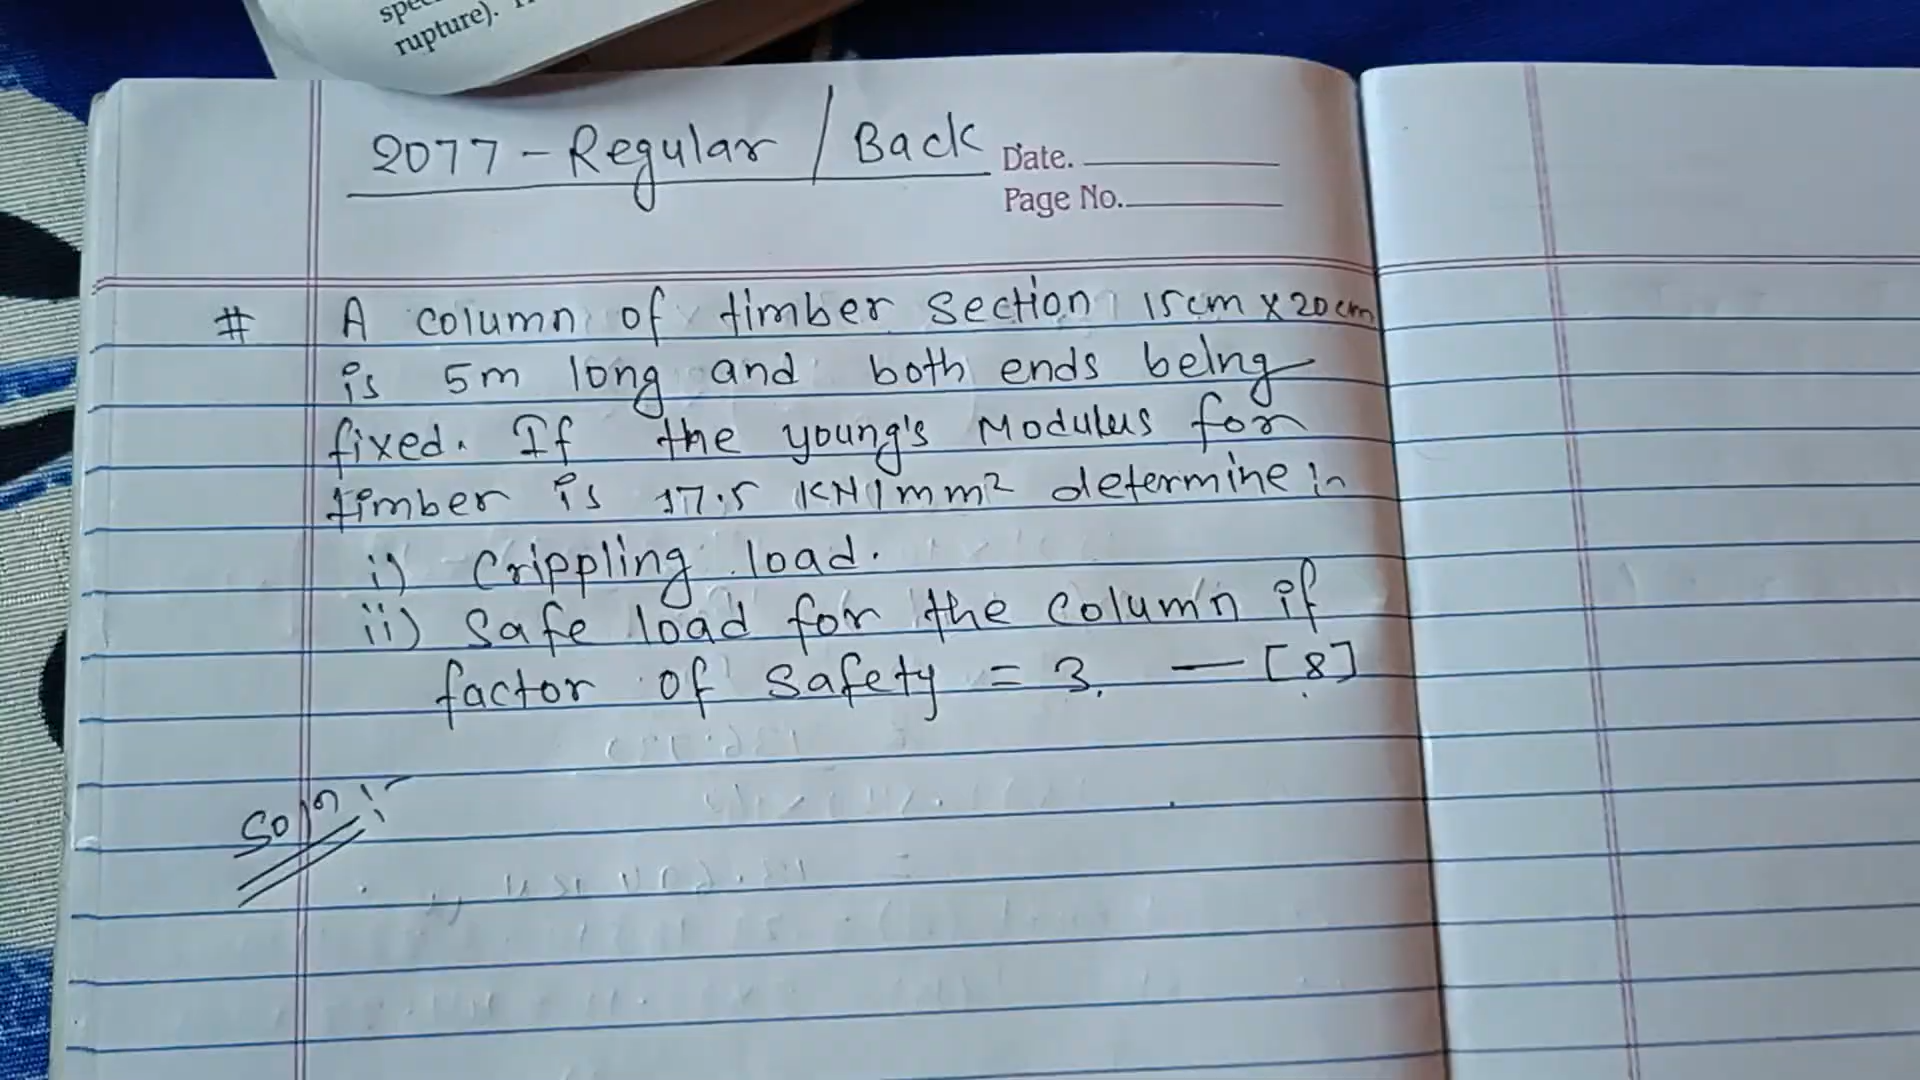 rupture).
2077 - Regular / Back
Date.
Page No.
# A column of timber section 15cm x 20cm
is 5m long and both ends being
fixed. If the young's Modulus for
timber is 17.5 KN/mm² determine in
i) Crippling load.
ii) Safe load for the column if
factor of safety = 3. — [8]
Soln:-